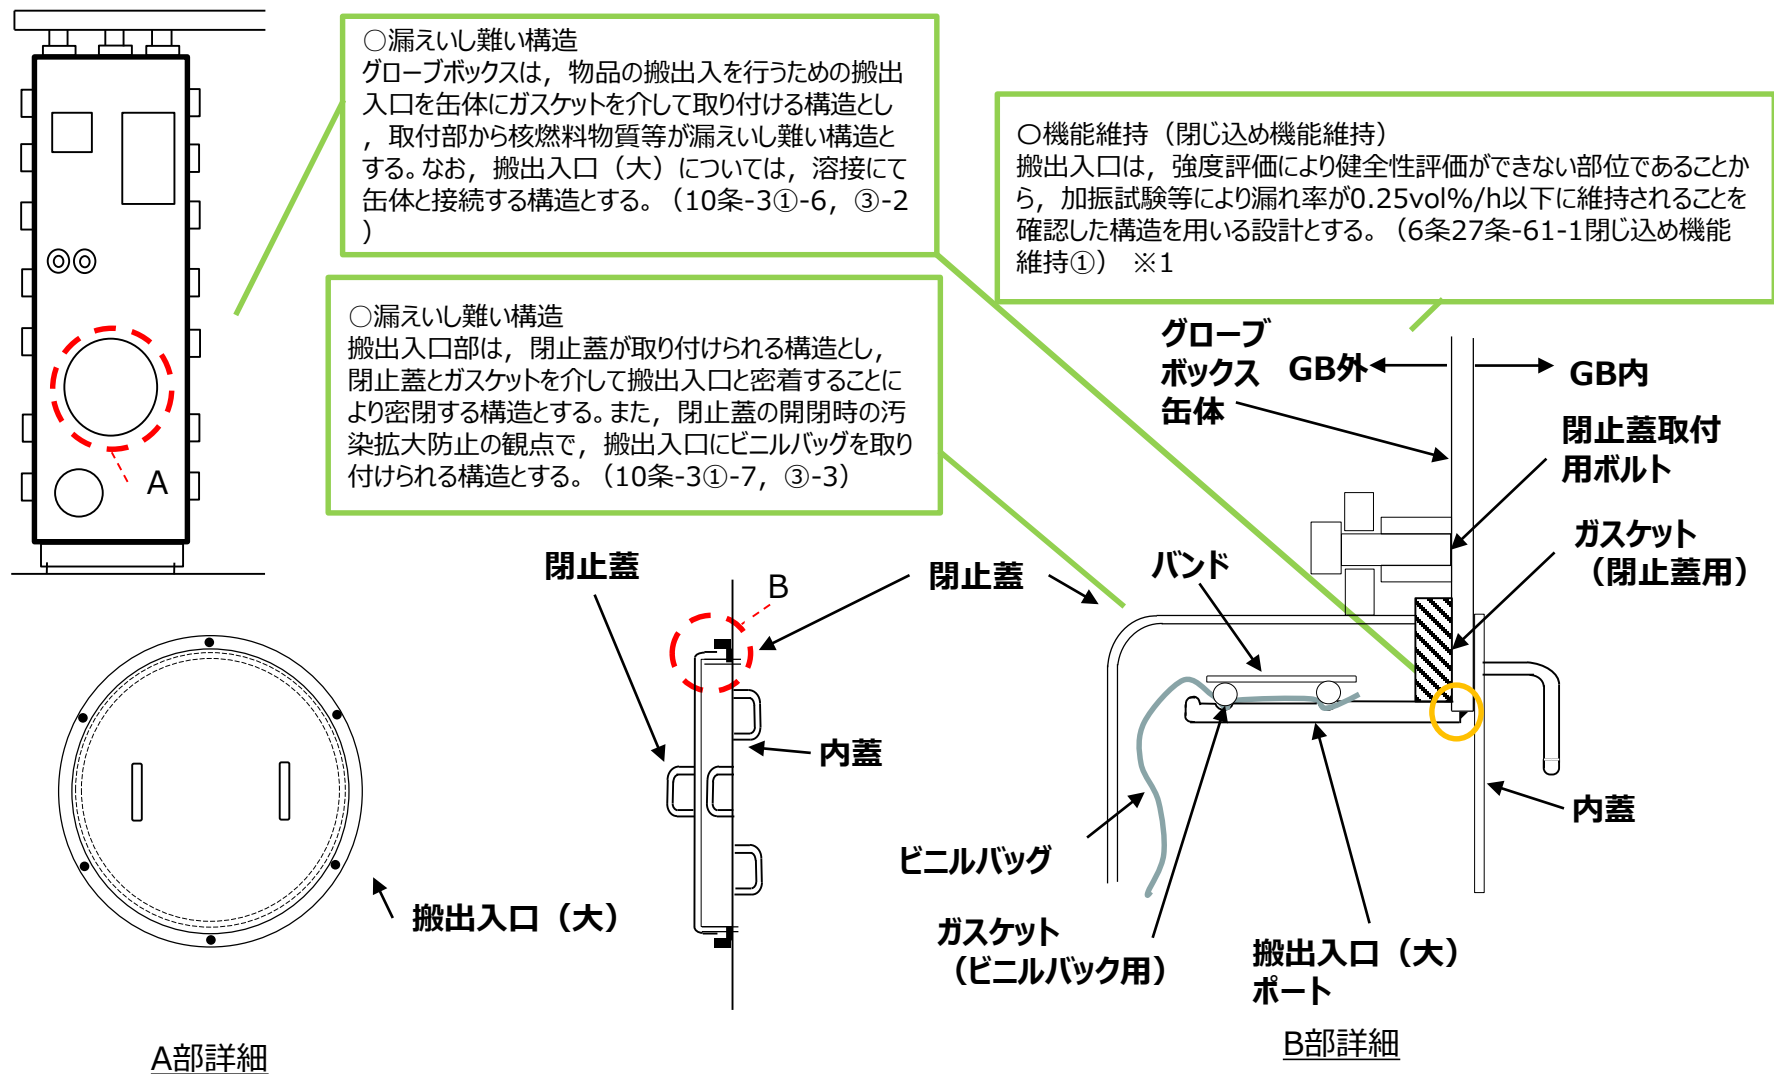 ○漏えいし難い構造
グローブボックスは，物品の搬出入を行うための搬出
入口を缶体にガスケットを介して取り付ける構造とし
，取付部から核燃料物質等が漏えいし難い構造と
する。なお，搬出入口（大）については，溶接にて
缶体と接続する構造とする。（10条-3①-6，③-2
）
〇機能維持（閉じ込め機能維持）
搬出入口は，強度評価により健全性評価ができない部位であることか
ら，加振試験等により漏れ率が0.25vol%/h以下に維持されることを
確認した構造を用いる設計とする。（6条27条-61-1閉じ込め機能
維持①）　※1
○漏えいし難い構造
搬出入口部は，閉止蓋が取り付けられる構造とし，
閉止蓋とガスケットを介して搬出入口と密着することに
より密閉する構造とする。また，閉止蓋の開閉時の汚
染拡大防止の観点で，搬出入口にビニルバッグを取り
付けられる構造とする。（10条-3①-7，③-3）
A
グローブ
ボックス
缶体
GB外
GB内
閉止蓋取付
用ボルト
ガスケット
（閉止蓋用）
閉止蓋
B
閉止蓋
バンド
内蓋
内蓋
ビニルバッグ
搬出入口（大）
ガスケット
（ビニルバック用）
搬出入口（大）
ポート
A部詳細
B部詳細